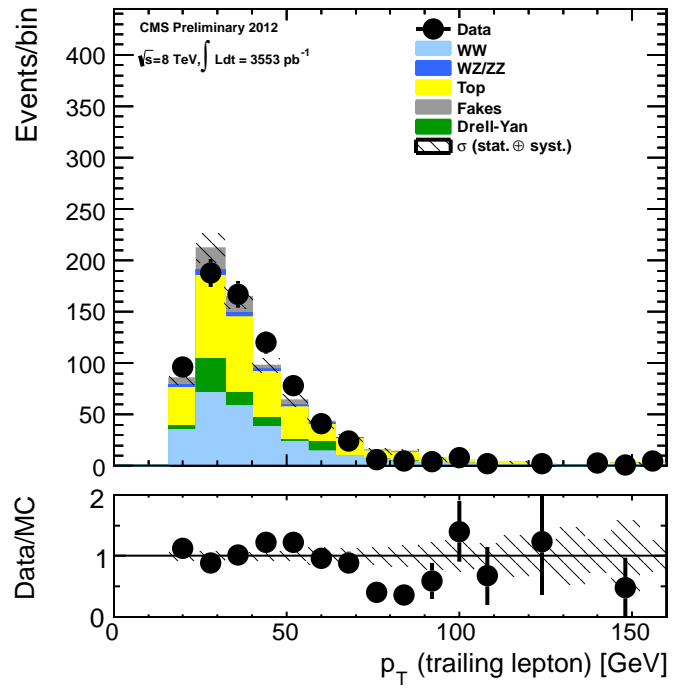 CMS Preliminary 2012
√s=8 TeV,∫ Ldt = 3553 pb⁻¹
Data
WW
WZ/ZZ
Top
Fakes
Drell-Yan
σ (stat. ⊕ syst.)
Events/bin
400
350
300
250
200
150
100
50
0
Data/MC
2
1
0
0 50 100 150
p_T (trailing lepton) [GeV]